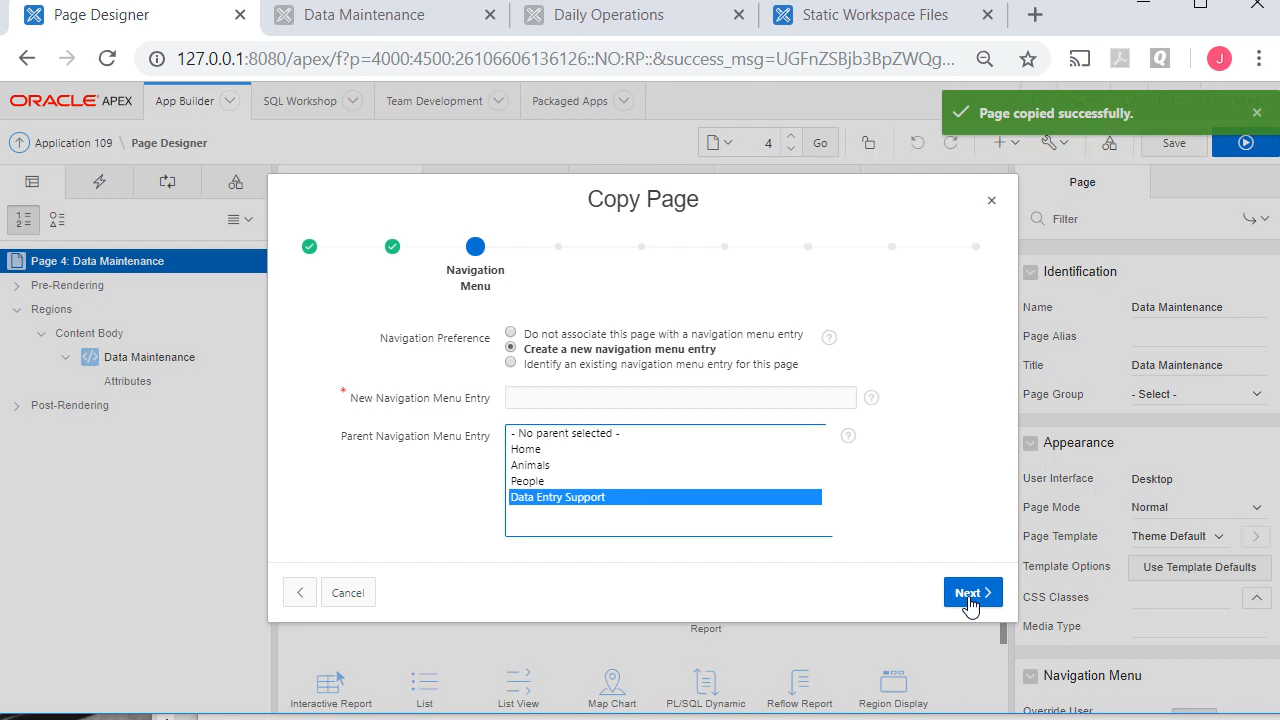 Page Designer
Data Maintenance
Daily Operations
Static Workspace Files
127.0.0.1:8080/apex/f?p=4000:4500:26106606136126::NO:RP::&success_msg=UGFnZSBjb3BpZWQg...
J
ORACLE APEX
App Builder
SQL Workshop
Team Development
Packaged Apps
Page copied successfully.
Application 109 \ Page Designer
4
Go
Save
Copy Page
Page
Filter
Page 4: Data Maintenance
Pre-Rendering
Regions
Content Body
Data Maintenance
Attributes
Post-Rendering
Navigation
Menu
Navigation Preference
Do not associate this page with a navigation menu entry
Create a new navigation menu entry
Identify an existing navigation menu entry for this page
* New Navigation Menu Entry
Parent Navigation Menu Entry
- No parent selected -
Home
Animals
People
Data Entry Support
Cancel
Next
Identification
Name Data Maintenance
Page Alias
Title Data Maintenance
Page Group - Select -
Appearance
User Interface Desktop
Page Mode Normal
Page Template Theme Default
Template Options Use Template Defaults
CSS Classes
Media Type
Navigation Menu
Override User
Report
Interactive Report
List
List View
Map Chart
PL/SQL Dynamic
Reflow Report
Region Display